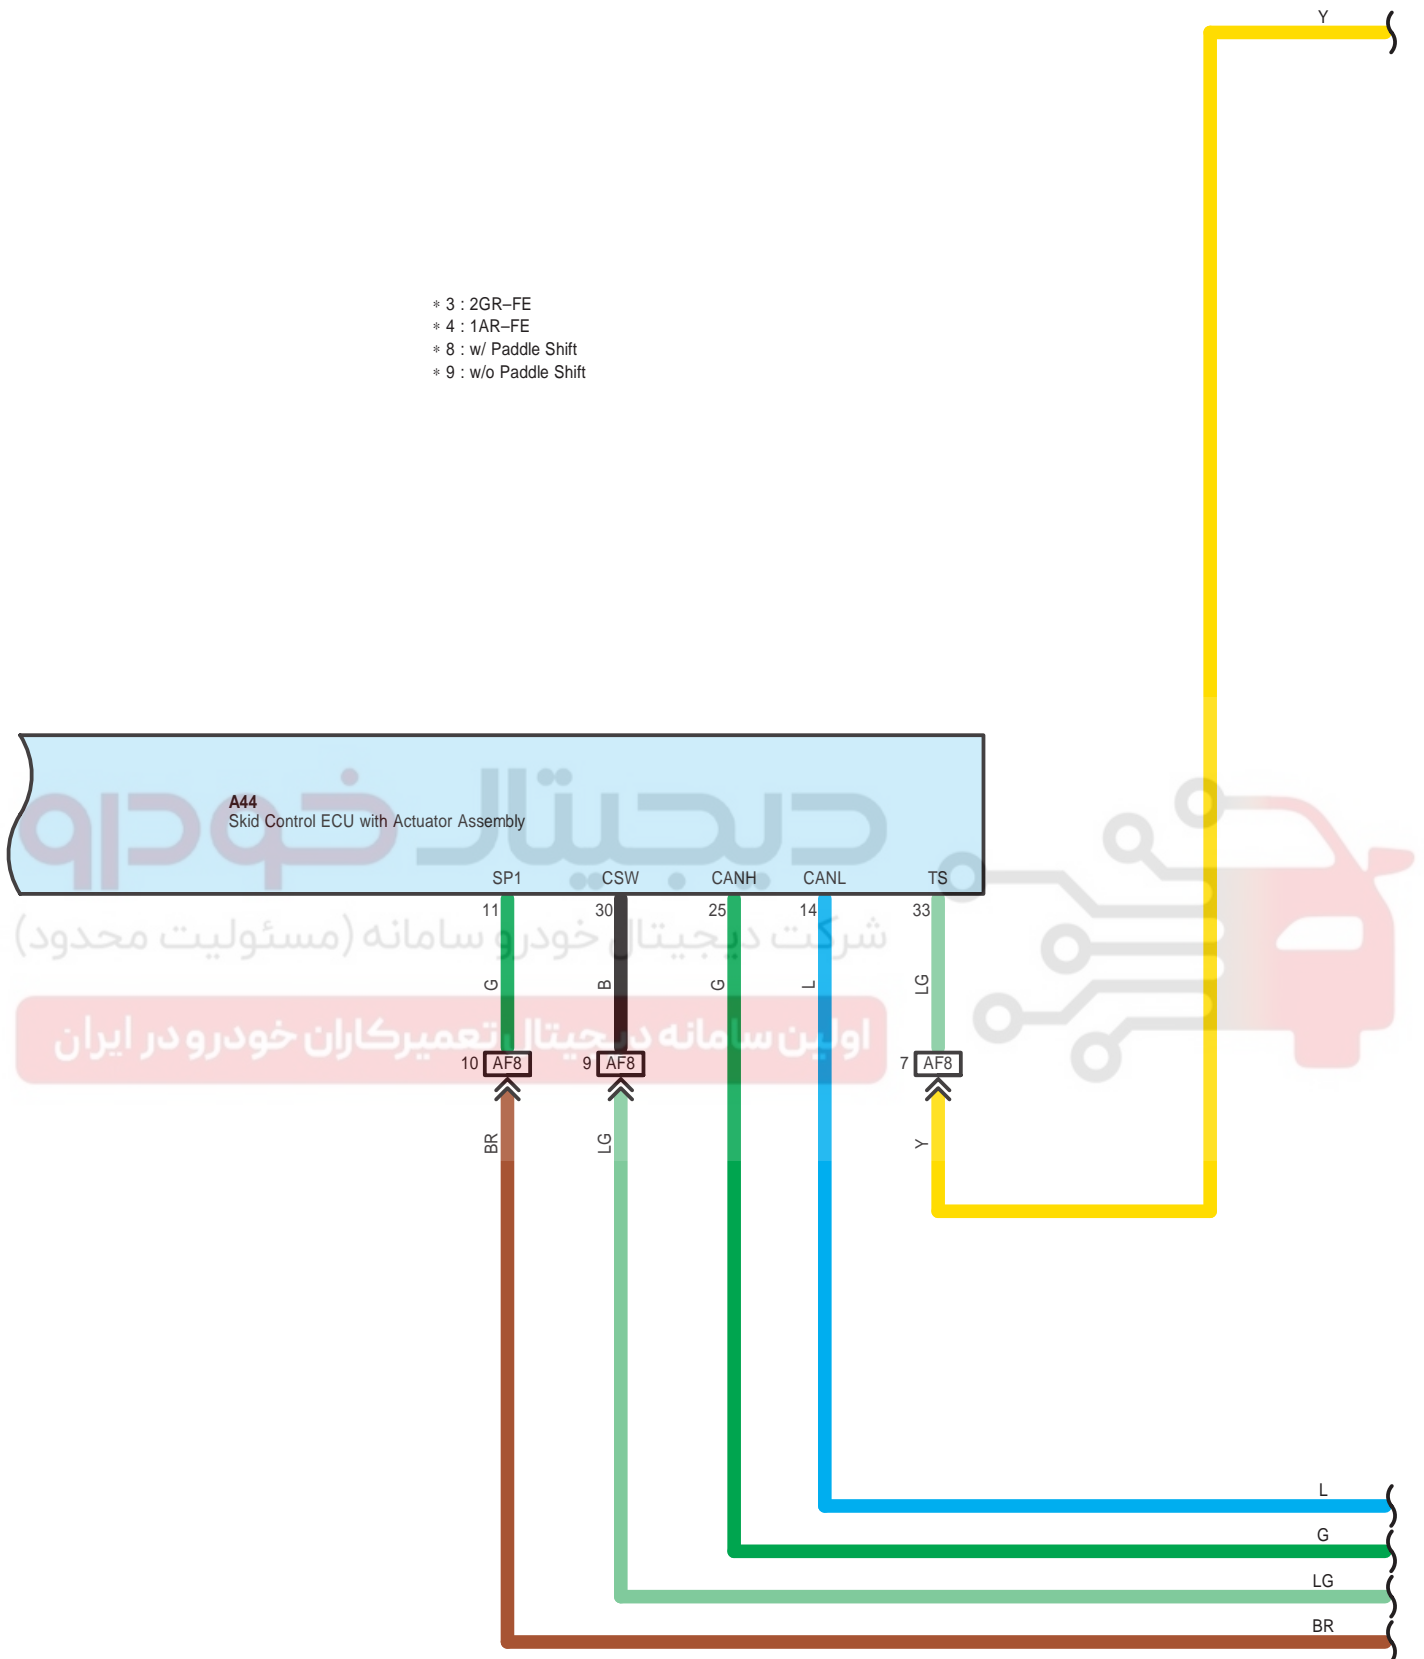 Y
* 3 : 2GR–FE
* 4 : 1AR–FE
* 8 : w/ Paddle Shift
* 9 : w/o Paddle Shift
دیجیتال خودرو
A44
Skid Control ECU with Actuator Assembly
SP1 CSW CANH CANL TS
11 30 25 14 33
شرکت دیجیتال خودرو سامانه (مسئولیت محدود)
G B G L LG
اولین سامانه دیجیتال تعمیرکاران خودرو در ایران
10 AF8 9 AF8 7 AF8
BR LG Y
L
G
LG
BR